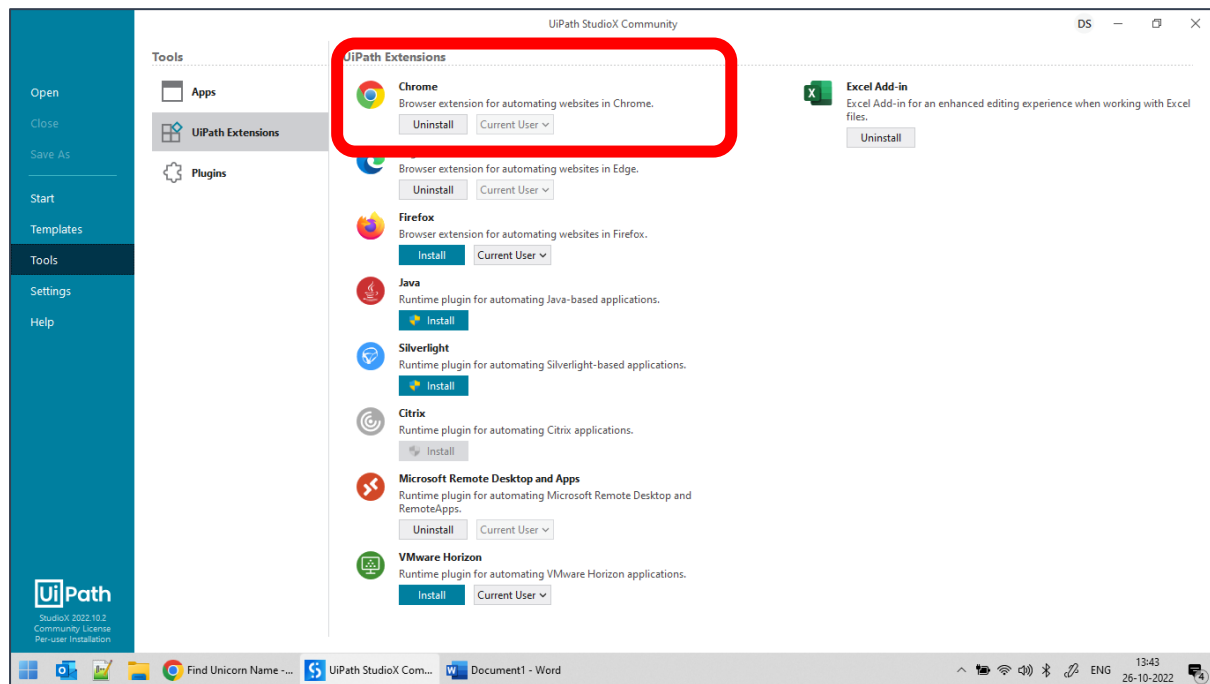 UiPath StudioX Community
DS
Open
Close
Save As
Start
Templates
Tools
Settings
Help
UiPath
StudioX 2022.10.2
Community License
Per-user Installation
Tools
Apps
UiPath Extensions
Plugins
UiPath Extensions
Chrome
Browser extension for automating websites in Chrome.
Uninstall Current User
Browser extension for automating websites in Edge.
Uninstall Current User
Firefox
Browser extension for automating websites in Firefox.
Install Current User
Java
Runtime plugin for automating Java-based applications.
Install
Silverlight
Runtime plugin for automating Silverlight-based applications.
Install
Citrix
Runtime plugin for automating Citrix applications.
Install
Microsoft Remote Desktop and Apps
Runtime plugin for automating Microsoft Remote Desktop and
RemoteApps.
Uninstall Current User
VMware Horizon
Runtime plugin for automating VMware Horizon applications.
Install Current User
Excel Add-in
Excel Add-in for an enhanced editing experience when working with Excel
files.
Uninstall
Find Unicorn Name -... UiPath StudioX Com... Document1 - Word
ENG
13:43
26-10-2022
4